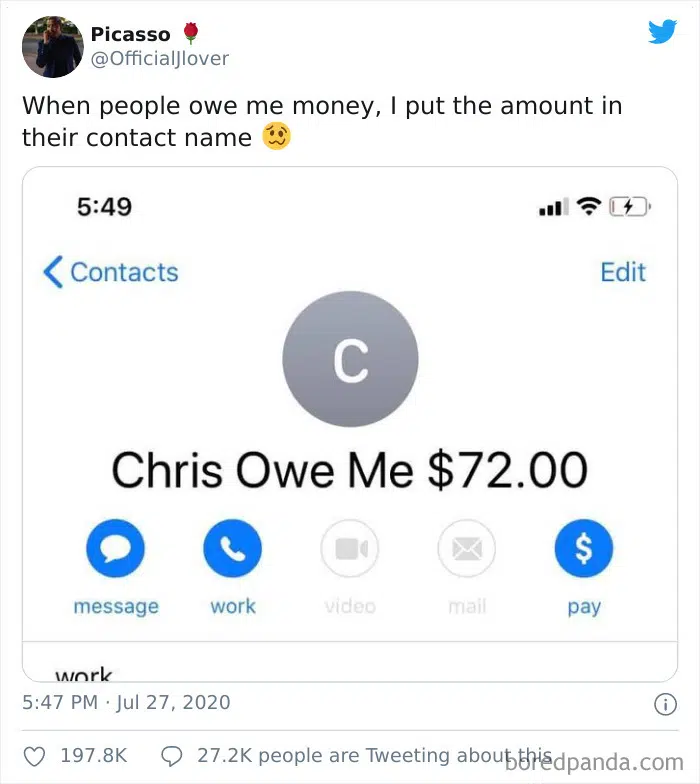 Picasso 🌹
@OfficialJlover
When people owe me money, I put the amount in
their contact name 🥴
5:49
Contacts
Edit
C
Chris Owe Me $72.00
message work video mail pay
work
5:47 PM · Jul 27, 2020
197.8K 27.2K people are Tweeting about this
boredpanda.com